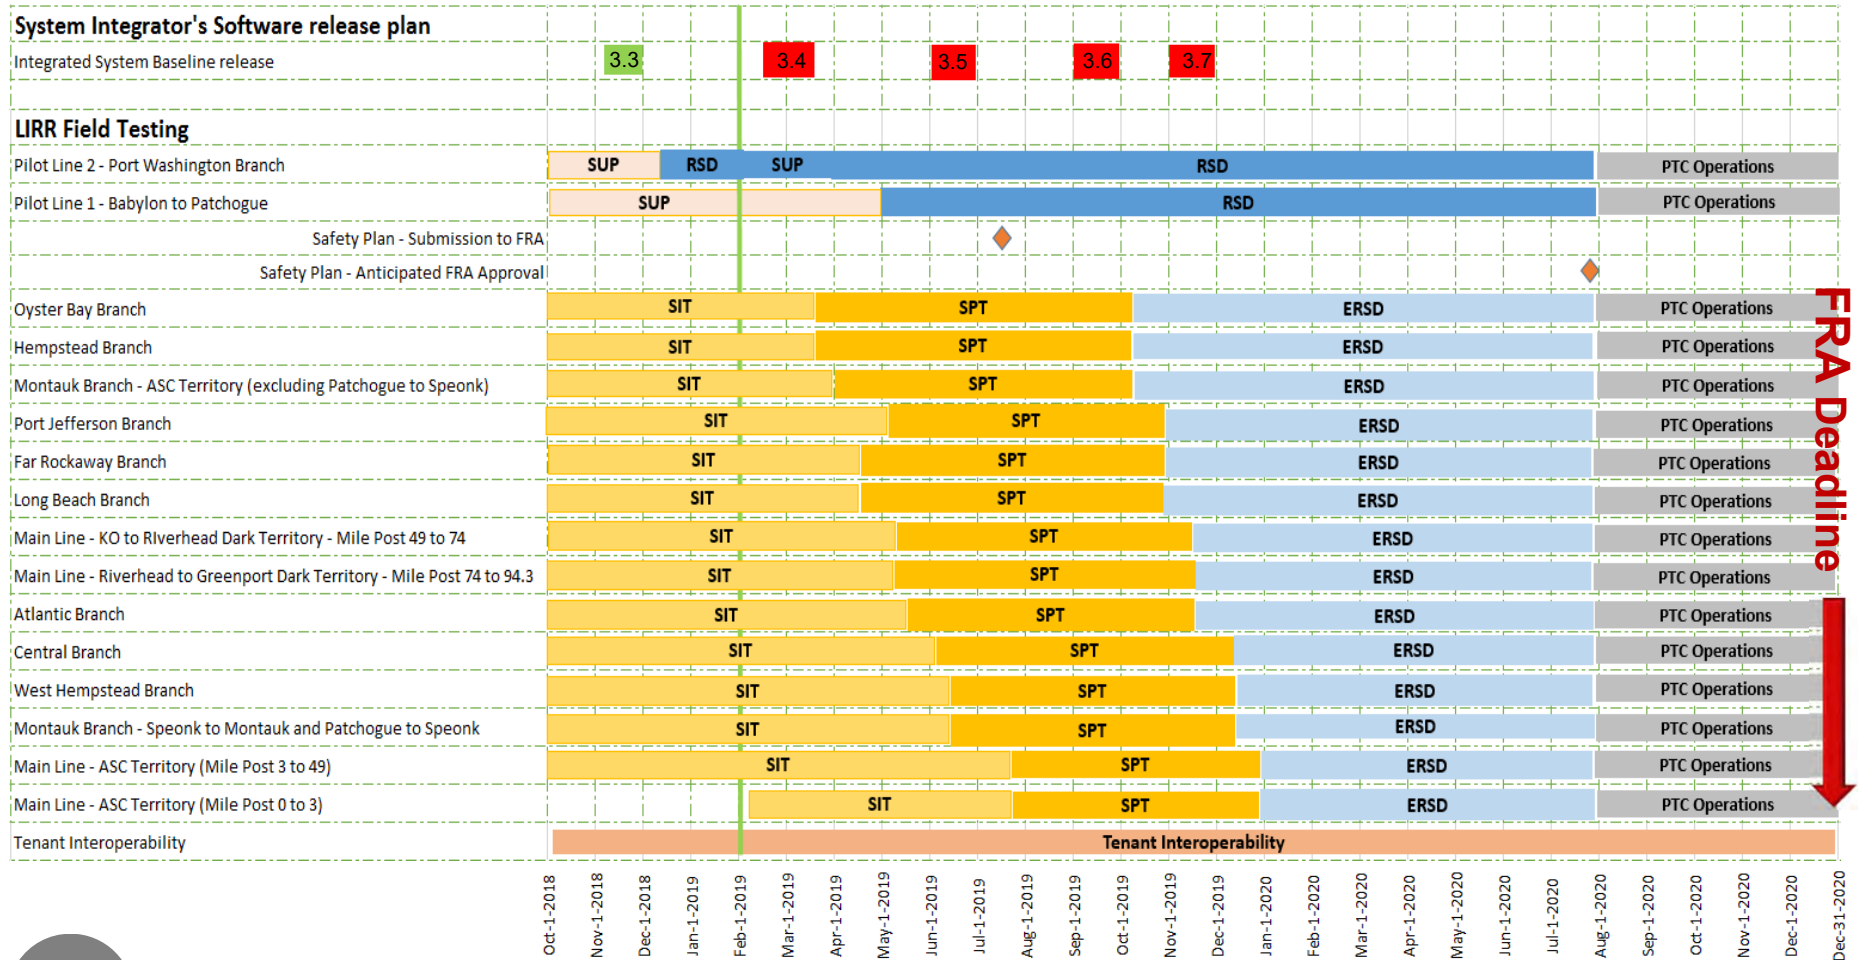 System Integrator's Software release plan
Integrated System Baseline release 3.3 3.4 3.5 3.6 3.7
LIRR Field Testing
Pilot Line 2 - Port Washington Branch SUP RSD SUP RSD PTC Operations
Pilot Line 1 - Babylon to Patchogue SUP RSD PTC Operations
Safety Plan - Submission to FRA
Safety Plan - Anticipated FRA Approval
Oyster Bay Branch SIT SPT ERSD PTC Operations
Hempstead Branch SIT SPT ERSD PTC Operations
Montauk Branch - ASC Territory (excluding Patchogue to Speonk) SIT SPT ERSD PTC Operations
Port Jefferson Branch SIT SPT ERSD PTC Operations
Far Rockaway Branch SIT SPT ERSD PTC Operations
Long Beach Branch SIT SPT ERSD PTC Operations
Main Line - KO to RIverhead Dark Territory - Mile Post 49 to 74 SIT SPT ERSD PTC Operations
Main Line - Riverhead to Greenport Dark Territory - Mile Post 74 to 94.3 SIT SPT ERSD PTC Operations
Atlantic Branch SIT SPT ERSD PTC Operations
Central Branch SIT SPT ERSD PTC Operations
West Hempstead Branch SIT SPT ERSD PTC Operations
Montauk Branch - Speonk to Montauk and Patchogue to Speonk SIT SPT ERSD PTC Operations
Main Line - ASC Territory (Mile Post 3 to 49) SIT SPT ERSD PTC Operations
Main Line - ASC Territory (Mile Post 0 to 3) SIT SPT ERSD PTC Operations
Tenant Interoperability Tenant Interoperability
FRA Deadline
Oct-1-2018
Nov-1-2018
Dec-1-2018
Jan-1-2019
Feb-1-2019
Mar-1-2019
Apr-1-2019
May-1-2019
Jun-1-2019
Jul-1-2019
Aug-1-2019
Sep-1-2019
Oct-1-2019
Nov-1-2019
Dec-1-2019
Jan-1-2020
Feb-1-2020
Mar-1-2020
Apr-1-2020
May-1-2020
Jun-1-2020
Jul-1-2020
Aug-1-2020
Sep-1-2020
Oct-1-2020
Nov-1-2020
Dec-1-2020
Dec-31-2020